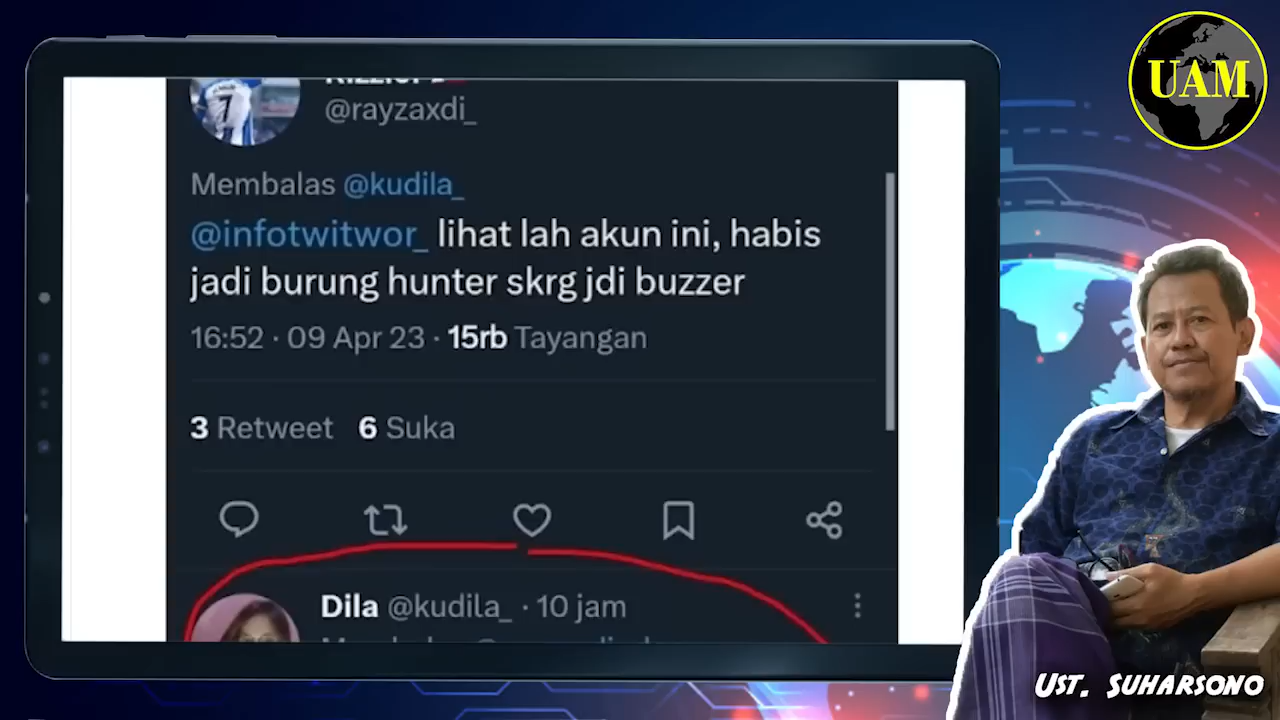 UAM
@rayzaxdi_
Membalas @kudila_
@infotwitwor_ lihat lah akun ini, habis
jadi burung hunter skrg jdi buzzer
16:52 · 09 Apr 23 · 15rb Tayangan
3 Retweet 6 Suka
Dila @kudila_ · 10 jam
UST. SUHARSONO